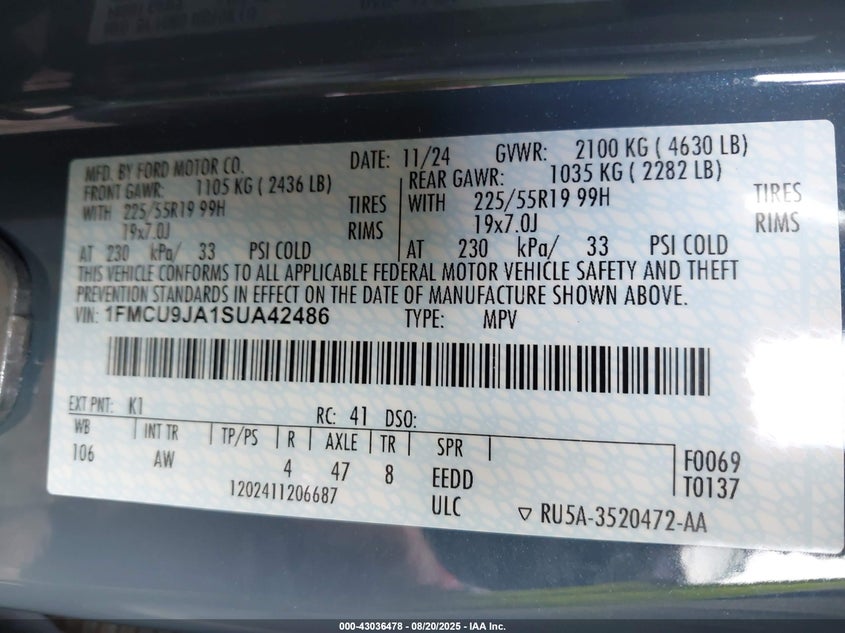 MFD. BY FORD MOTOR CO. DATE: 11/24 GVWR: 2100 KG ( 4630 LB)
FRONT GAWR: 1105 KG ( 2436 LB) REAR GAWR: 1035 KG ( 2282 LB)
WITH 225/55R19 99H TIRES WITH 225/55R19 99H TIRES
19x7.0J RIMS 19x7.0J RIMS
AT 230 kPa/ 33 PSI COLD AT 230 kPa/ 33 PSI COLD
THIS VEHICLE CONFORMS TO ALL APPLICABLE FEDERAL MOTOR VEHICLE SAFETY AND THEFT
PREVENTION STANDARDS IN EFFECT ON THE DATE OF MANUFACTURE SHOWN ABOVE.
VIN: 1FMCU9JA1SUA42486 TYPE: MPV
EXT PNT: K1 RC: 41 DSO:
WB INT TR TP/PS R AXLE TR SPR
106 AW 4 47 8 EEDD F0069
1202411206687 ULC T0137
RU5A-3520472-AA
000-43036478 - 08/20/2025 - IAA Inc.